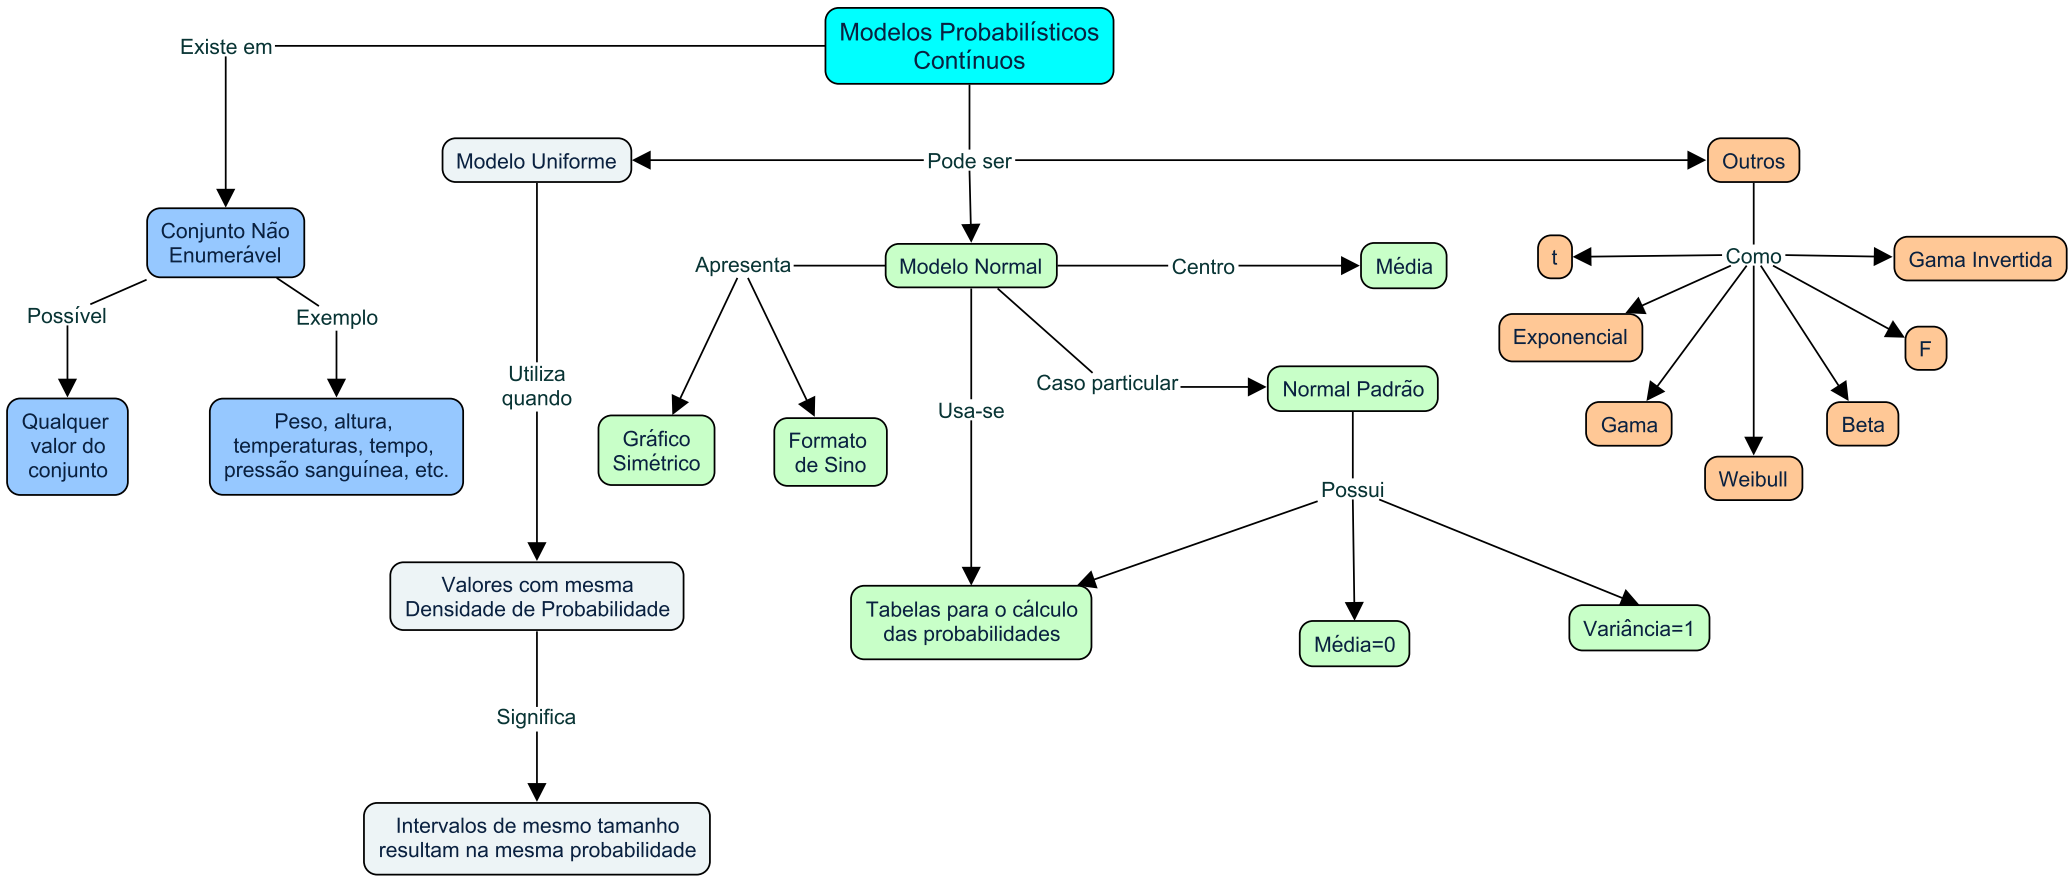 Modelos Probabilísticos
Contínuos
Existe em
Modelo Uniforme
Pode ser
Outros
Conjunto Não
Enumerável
Apresenta
Modelo Normal
Centro
Média
t
Como
Gama Invertida
Possível
Exemplo
Exponencial
F
Utiliza
quando
Usa-se
Caso particular
Normal Padrão
Gama
Beta
Qualquer
valor do
conjunto
Peso, altura,
temperaturas, tempo,
pressão sanguínea, etc.
Gráfico
Simétrico
Formato
de Sino
Weibull
Possui
Valores com mesma
Densidade de Probabilidade
Tabelas para o cálculo
das probabilidades
Média=0
Variância=1
Significa
Intervalos de mesmo tamanho
resultam na mesma probabilidade